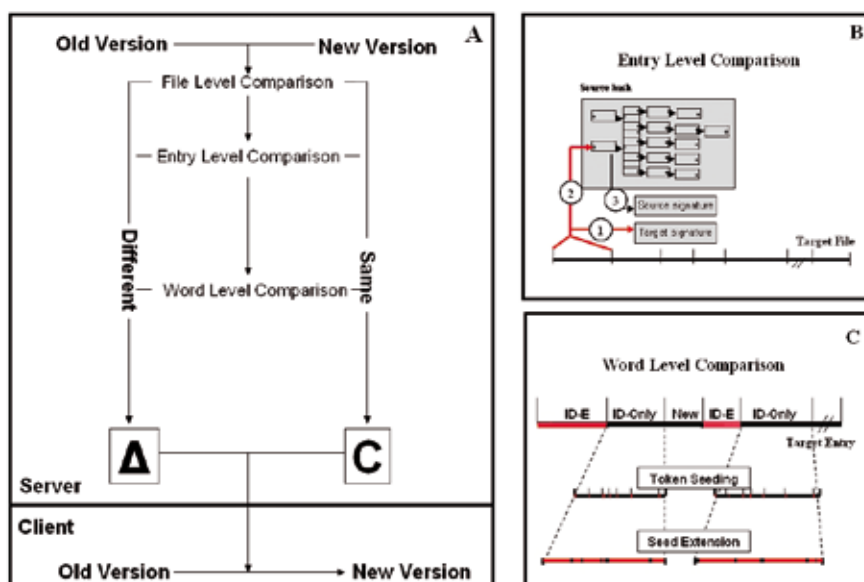 A
Old Version
New Version
File Level Comparison
Entry Level Comparison
Word Level Comparison
Different
Same
Δ
C
Server
Client
Old Version
New Version
B
Entry Level Comparison
Source hash
2
3
Source signature
1
Target signature
Target File
C
Word Level Comparison
ID-E ID-Only New ID-E ID-Only
Target Entry
Token Seeding
Seed Extension